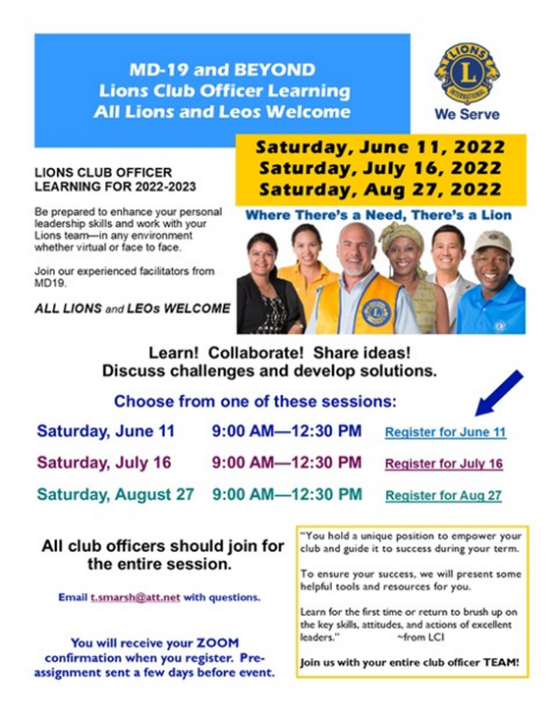 MD-19 and BEYOND
Lions Club Officer Learning
All Lions and Leos Welcome
LIONS
L
INTERNATIONAL
We Serve
Saturday, June 11, 2022
Saturday, July 16, 2022
Saturday, Aug 27, 2022
LIONS CLUB OFFICER
LEARNING FOR 2022-2023
Be prepared to enhance your personal
leadership skills and work with your
Lions team—in any environment
whether virtual or face to face.
Join our experienced facilitators from
MD19.
ALL LIONS and LEOs WELCOME
Where There's a Need, There's a Lion
Learn! Collaborate! Share ideas!
Discuss challenges and develop solutions.
Choose from one of these sessions:
Saturday, June 11 9:00 AM—12:30 PM Register for June 11
Saturday, July 16 9:00 AM—12:30 PM Register for July 16
Saturday, August 27 9:00 AM—12:30 PM Register for Aug 27
All club officers should join for
the entire session.
Email t.smarsh@att.net with questions.
You will receive your ZOOM
confirmation when you register. Pre-
assignment sent a few days before event.
"You hold a unique position to empower your
club and guide it to success during your term.
To ensure your success, we will present some
helpful tools and resources for you.
Learn for the first time or return to brush up on
the key skills, attitudes, and actions of excellent
leaders." ~from LCI
Join us with your entire club officer TEAM!